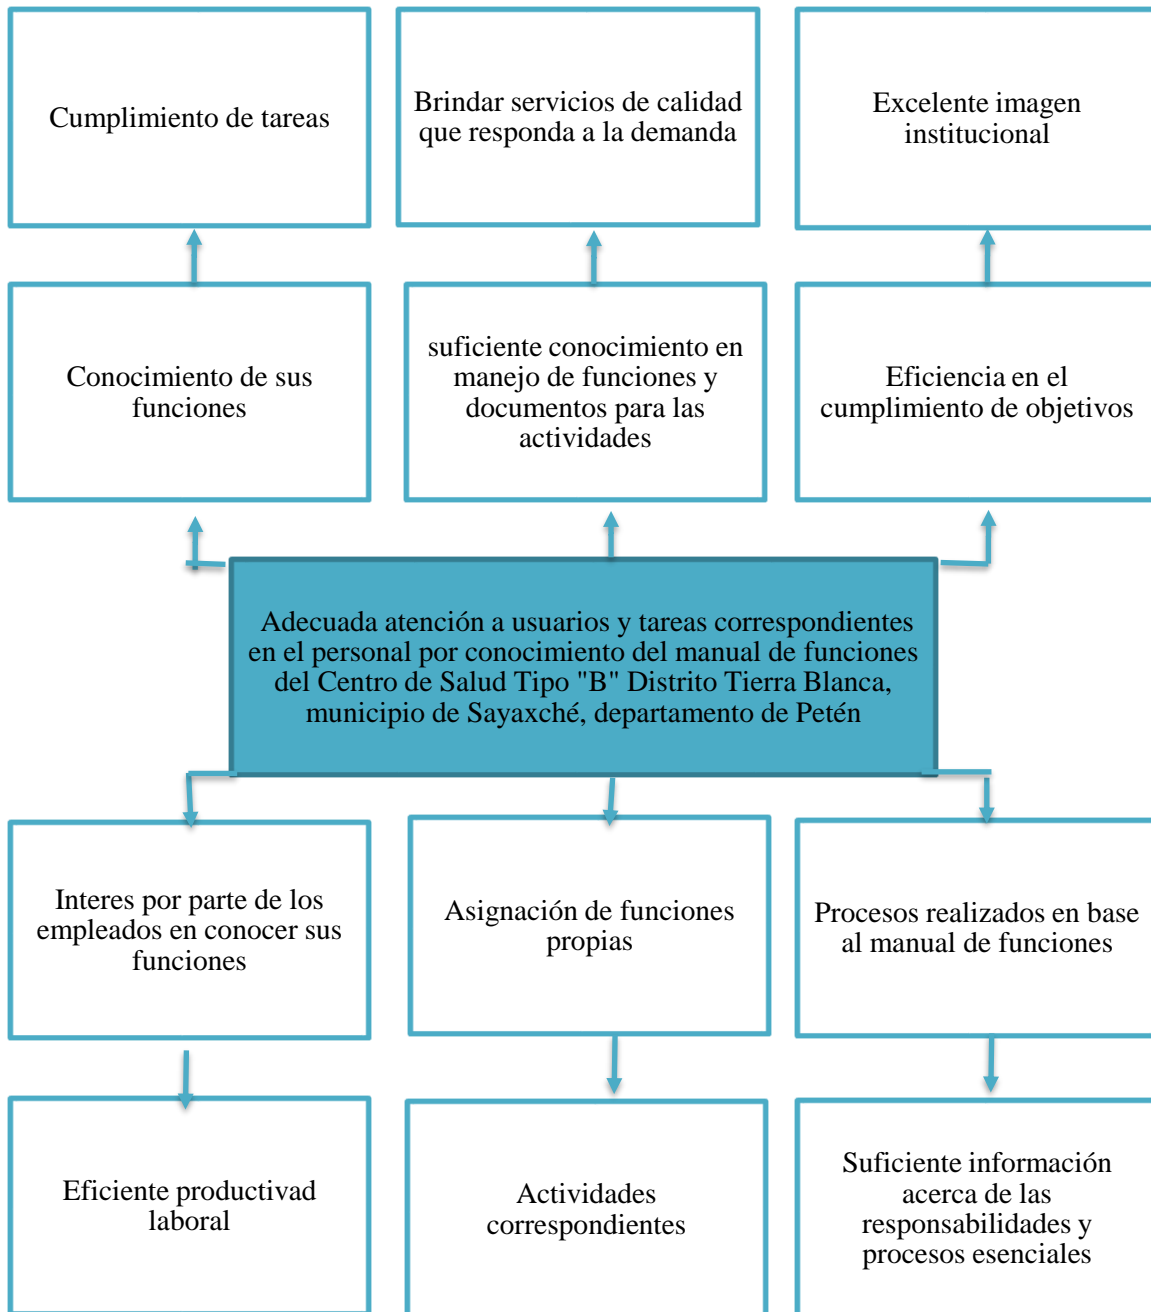 Cumplimiento de tareas
Brindar servicios de calidad
que responda a la demanda
Excelente imagen
institucional
Conocimiento de sus
funciones
suficiente conocimiento en
manejo de funciones y
documentos para las
actividades
Eficiencia en el
cumplimiento de objetivos
Adecuada atención a usuarios y tareas correspondientes
en el personal por conocimiento del manual de funciones
del Centro de Salud Tipo "B" Distrito Tierra Blanca,
municipio de Sayaxché, departamento de Petén
Interes por parte de los
empleados en conocer sus
funciones
Asignación de funciones
propias
Procesos realizados en base
al manual de funciones
Eficiente productivad
laboral
Actividades
correspondientes
Suficiente información
acerca de las
responsabilidades y
procesos esenciales